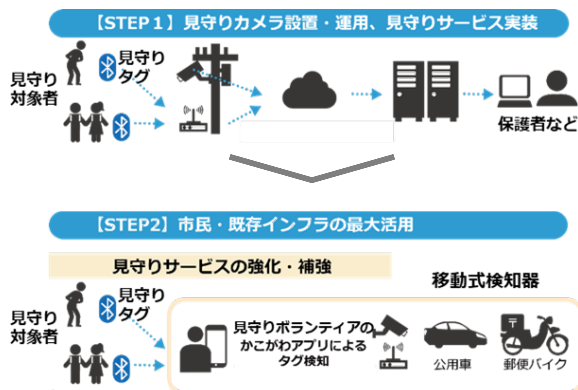 【STEP１】見守りカメラ設置・運用、見守りサービス実装
見守り
タグ
見守り
対象者
保護者など
【STEP2】市民・既存インフラの最大活用
見守りサービスの強化・補強
移動式検知器
見守り
タグ
見守り
対象者
見守りボランティアの
かこがわアプリによる
タグ検知
公用車
郵便バイク